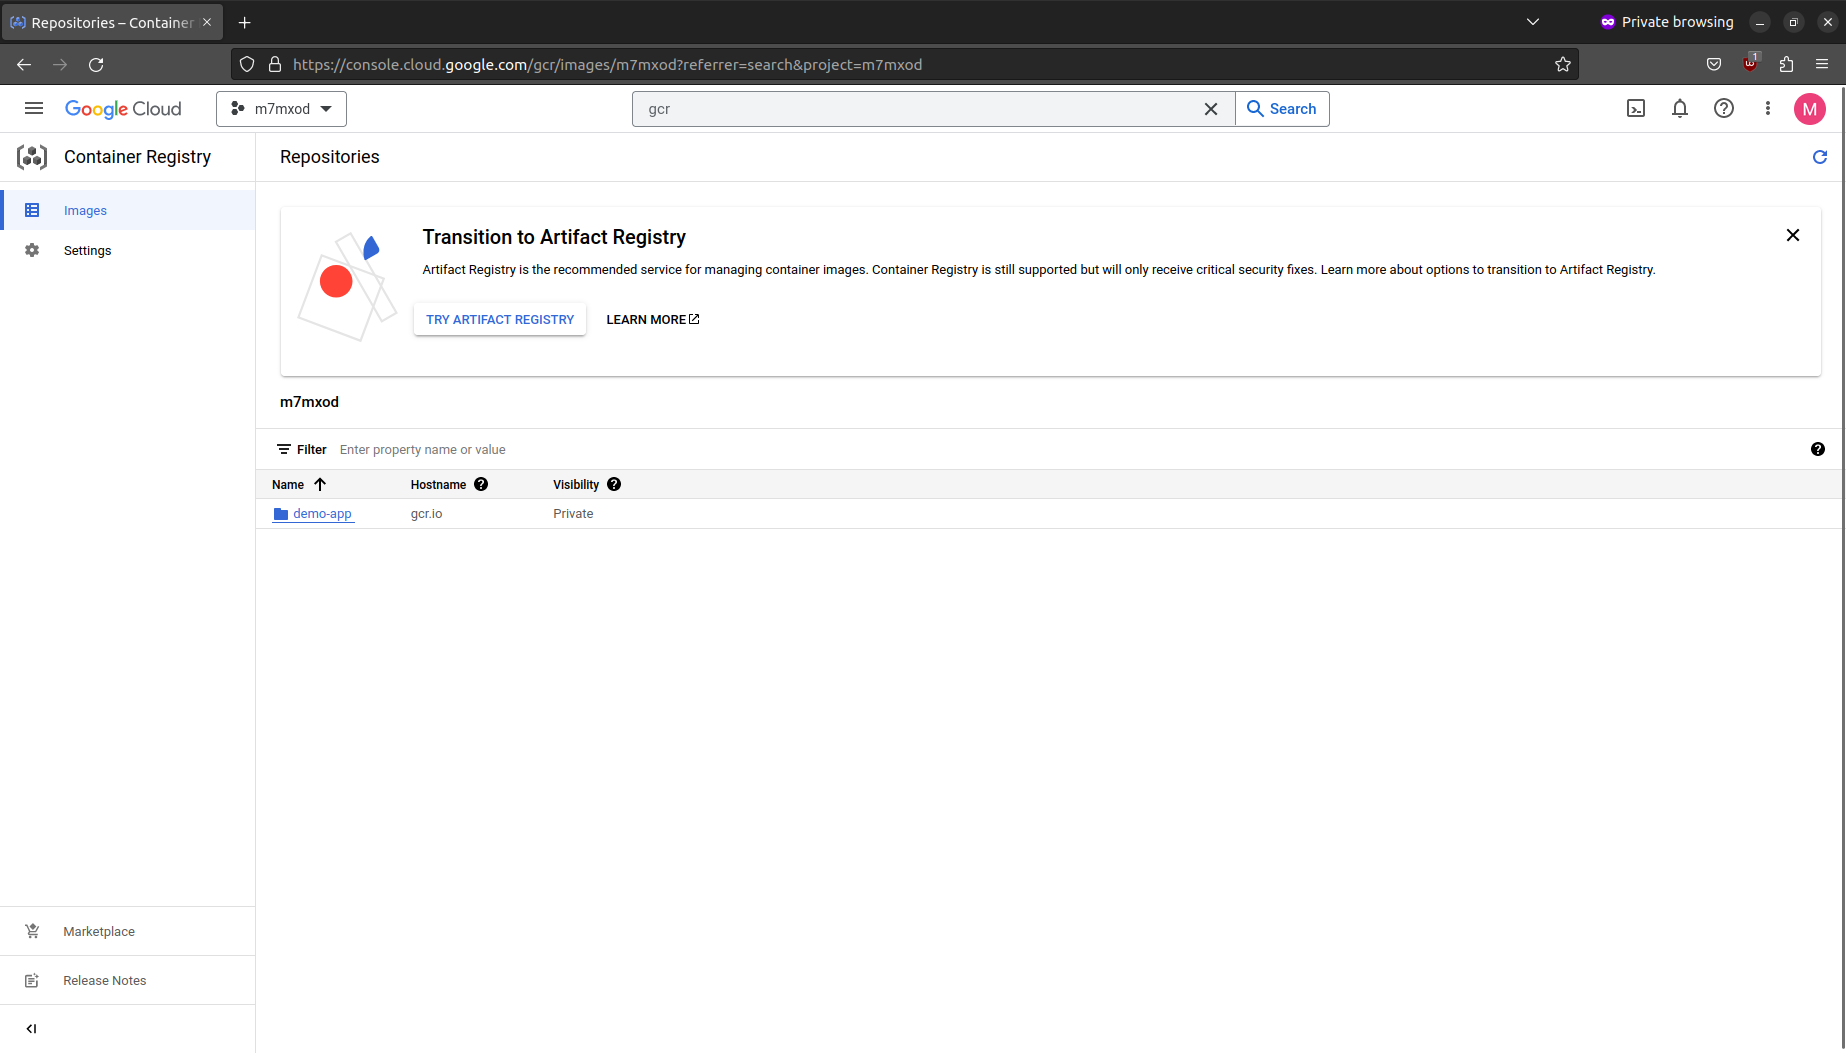 Repositories – Container
Private browsing
https://console.cloud.google.com/gcr/images/m7mxod?referrer=search&project=m7mxod
1
Google Cloud
m7mxod
gcr
Search
M
Container Registry
Repositories
Images
Settings
Transition to Artifact Registry
Artifact Registry is the recommended service for managing container images. Container Registry is still supported but will only receive critical security fixes. Learn more about options to transition to Artifact Registry.
TRY ARTIFACT REGISTRY
LEARN MORE
m7mxod
Filter
Enter property name or value
Name
Hostname
Visibility
demo-app
gcr.io
Private
Marketplace
Release Notes